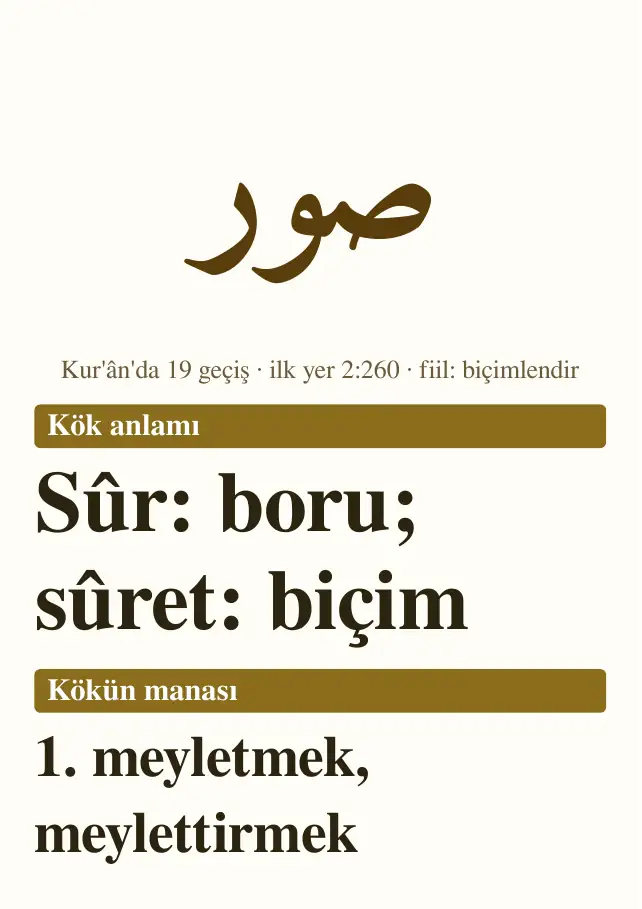 صور
Kur'ân'da 19 geçiş · ilk yer 2:260 · fiil: biçimlendir
Kök anlamı
Sûr: boru;
sûret: biçim
Kökün manası
1. meyletmek,
meylettirmek